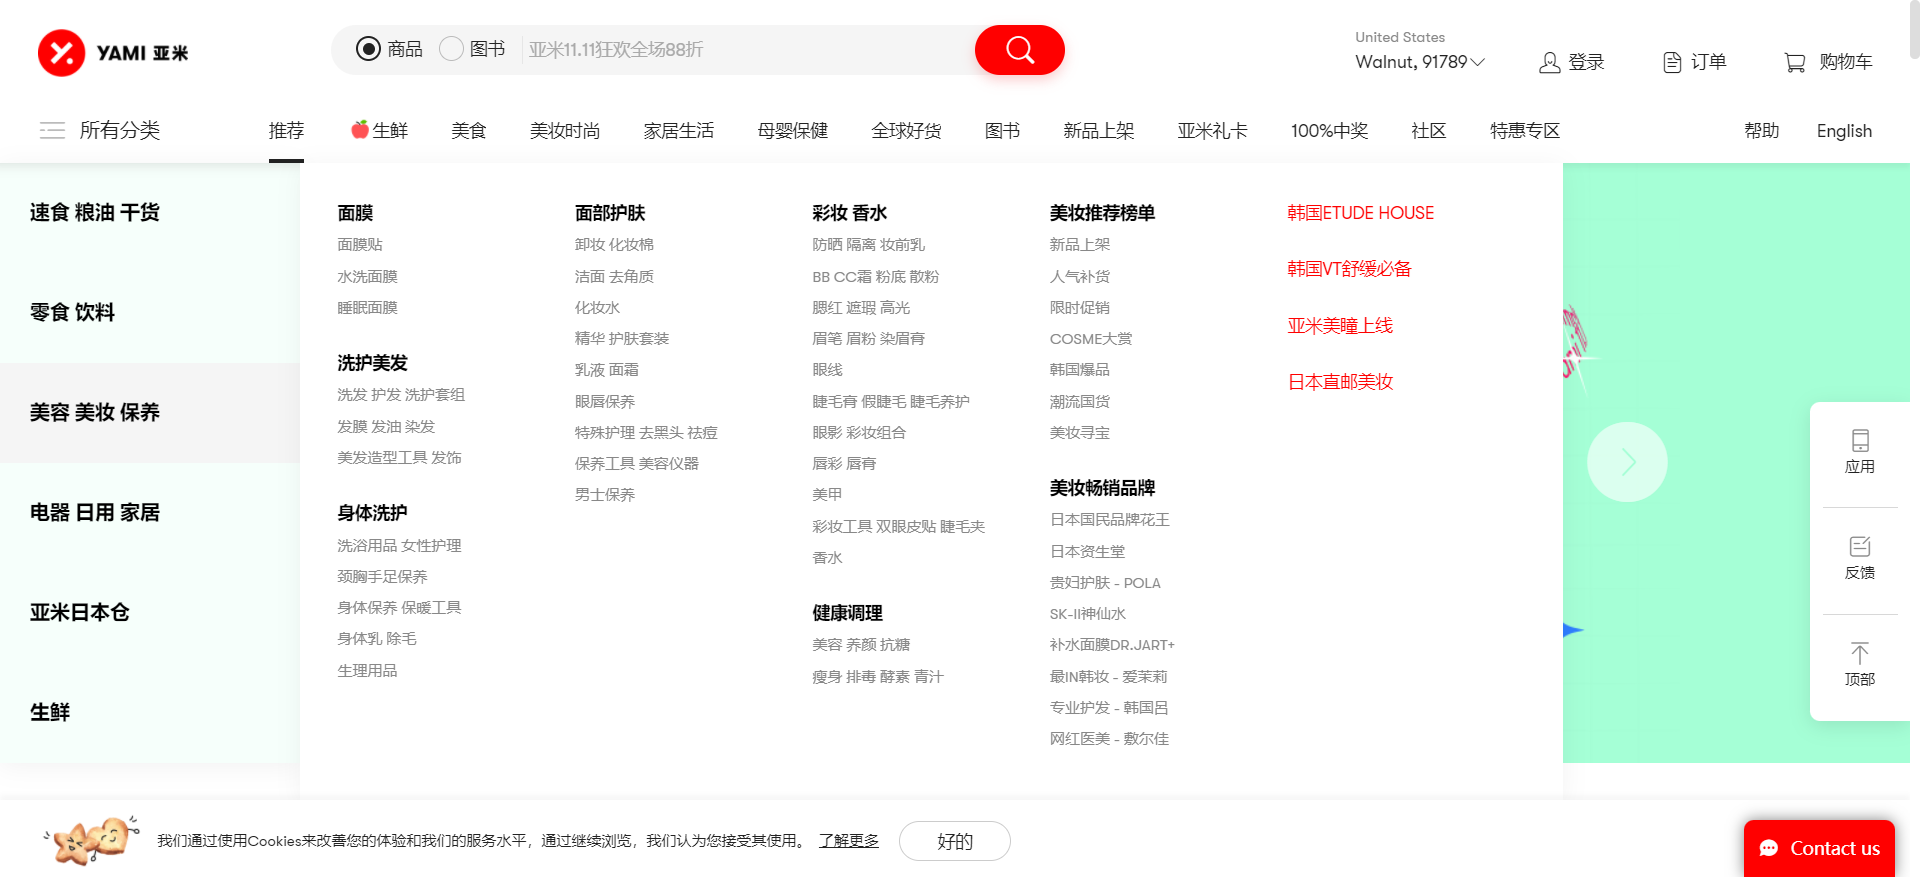 YAMI 亚米
商品 图书 亚米11.11狂欢全场88折
United States
Walnut, 91789
登录
订单
购物车
所有分类
推荐 生鲜 美食 美妆时尚 家居生活 母婴保健 全球好货 图书 新品上架 亚米礼卡 100%中奖 社区 特惠专区 帮助 English
速食 粮油 干货
零食 饮料
美容 美妆 保养
电器 日用 家居
亚米日本仓
生鲜
面膜
面膜贴
水洗面膜
睡眠面膜
洗护美发
洗发 护发 洗护套组
发膜 发油 染发
美发造型工具 发饰
身体洗护
洗浴用品 女性护理
颈胸手足保养
身体保养 保暖工具
身体乳 除毛
生理用品
面部护肤
卸妆 化妆棉
洁面 去角质
化妆水
精华 护肤套装
乳液 面霜
眼唇保养
特殊护理 去黑头 祛痘
保养工具 美容仪器
男士保养
彩妆 香水
防晒 隔离 妆前乳
BB CC霜 粉底 散粉
腮红 遮瑕 高光
眉笔 眉粉 染眉膏
眼线
睫毛膏 假睫毛 睫毛养护
眼影 彩妆组合
唇彩 唇膏
美甲
彩妆工具 双眼皮贴 睫毛夹
香水
健康调理
美容 养颜 抗糖
瘦身 排毒 酵素 青汁
美妆推荐榜单
新品上架
人气补货
限时促销
COSME大赏
韩国爆品
潮流国货
美妆寻宝
美妆畅销品牌
日本国民品牌花王
日本资生堂
贵妇护肤 - POLA
SK-II神仙水
补水面膜DR.JART+
最IN韩妆 - 爱茉莉
专业护发 - 韩国吕
网红医美 - 敷尔佳
韩国ETUDE HOUSE
韩国VT舒缓必备
亚米美瞳上线
日本直邮美妆
应用
反馈
顶部
我们通过使用Cookies来改善您的体验和我们的服务水平，通过继续浏览，我们认为您接受其使用。 了解更多 好的
Contact us